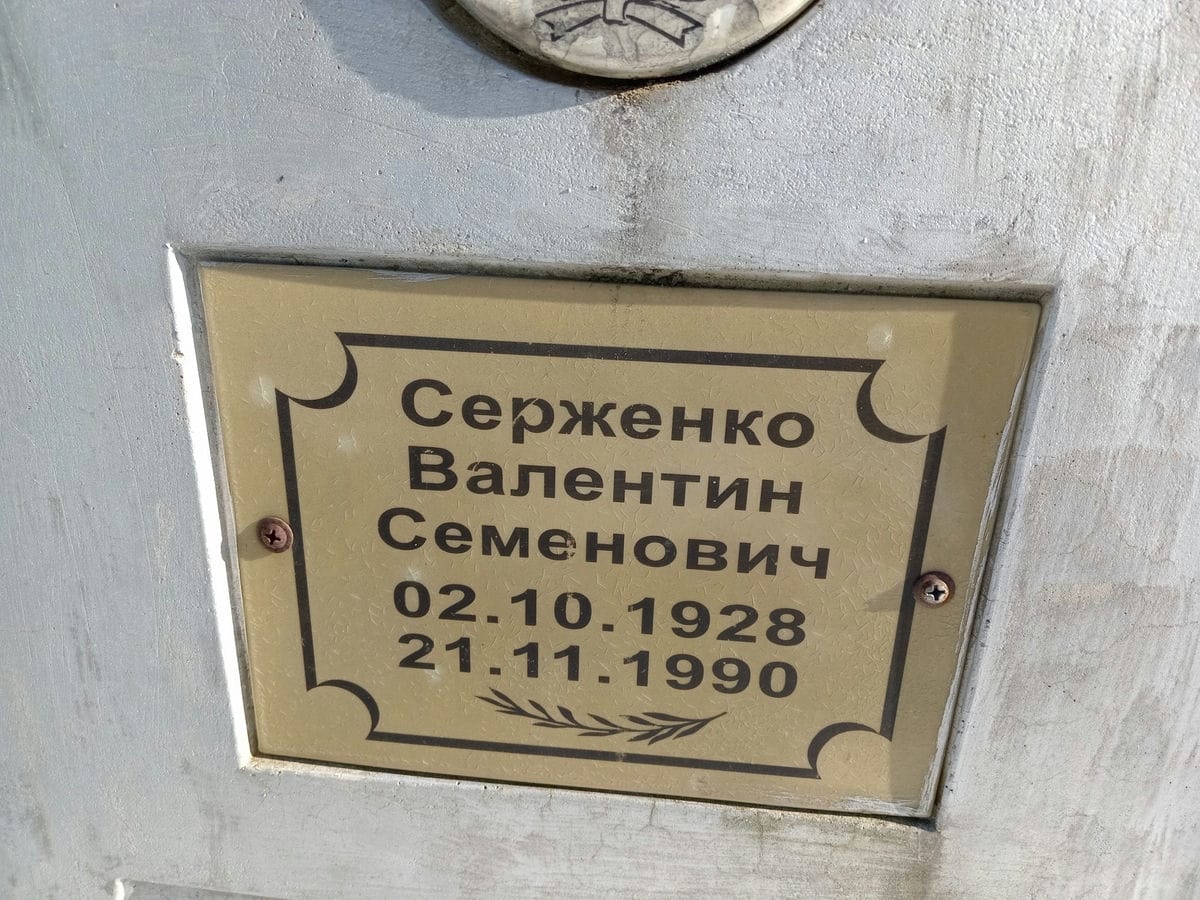 Серженко
Валентин
Семенович
02.10.1928
21.11.1990